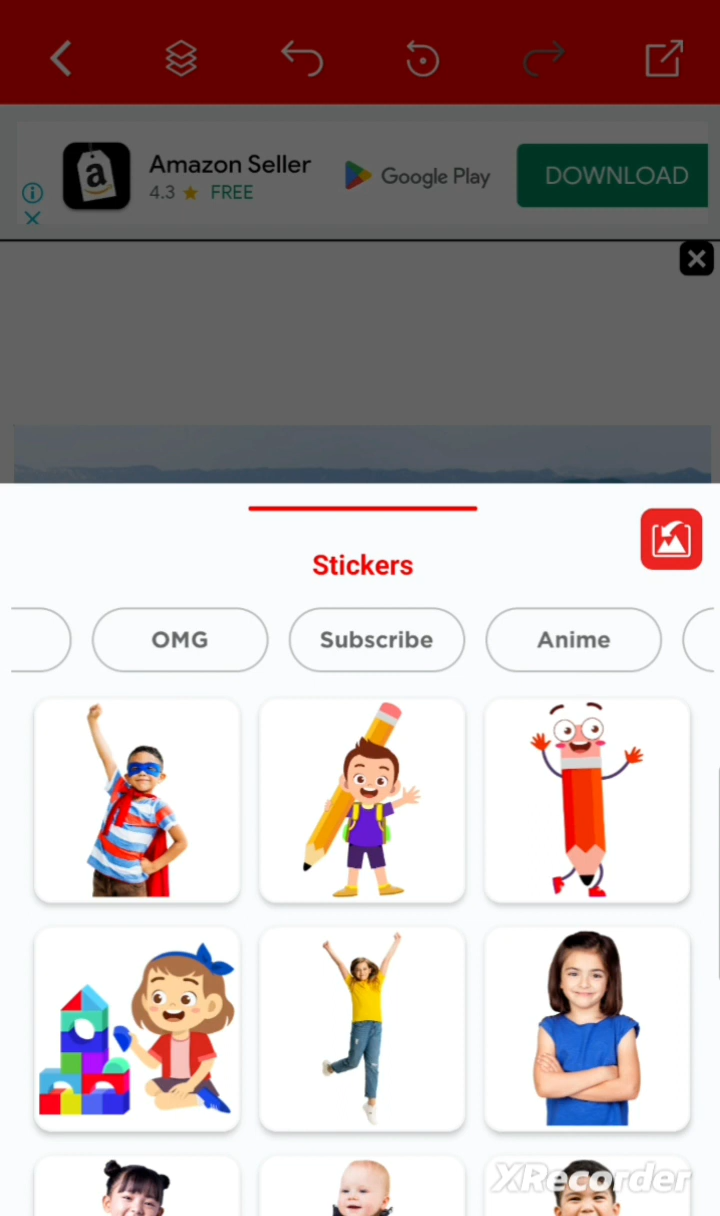 Amazon Seller
4.3 ★ FREE
Google Play
DOWNLOAD
Stickers
OMG
Subscribe
Anime
XRecorder